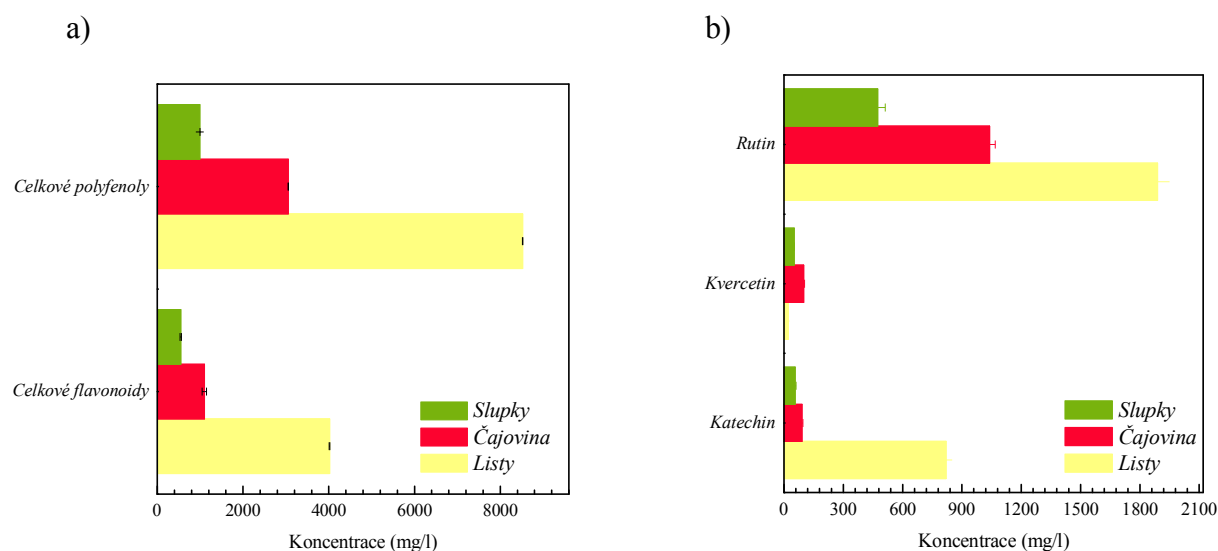 a)
Celkové polyfenoly
Celkové flavonoidy
Slupky
Čajovina
Listy
0 2000 4000 6000 8000
Koncentrace (mg/l)
b)
Rutin
Kvercetin
Katechin
Slupky
Čajovina
Listy
0 300 600 900 1200 1500 1800 2100
Koncentrace (mg/l)